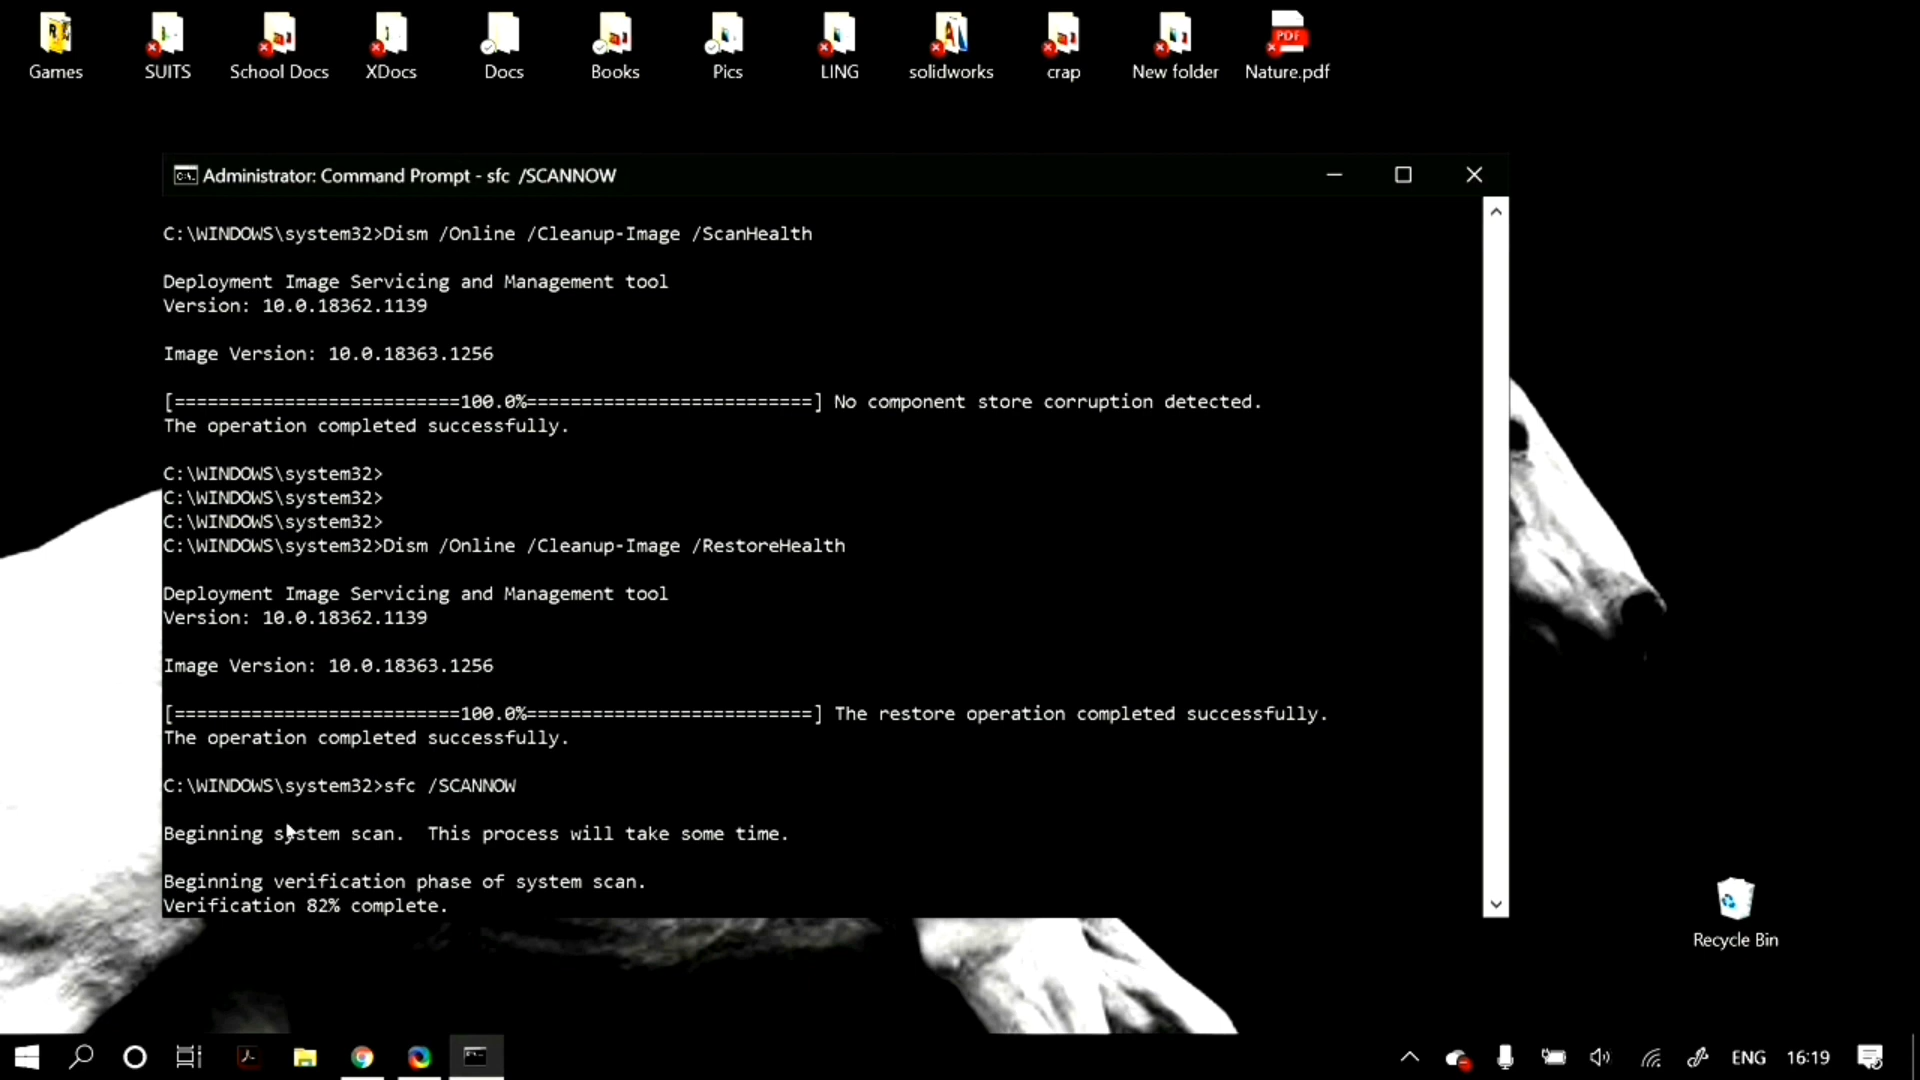 Games
SUITS
School Docs
XDocs
Docs
Books
Pics
LING
solidworks
crap
New folder
PDF
Nature.pdf
Administrator: Command Prompt - sfc  /SCANNOW
C:\WINDOWS\system32>Dism /Online /Cleanup-Image /ScanHealth
Deployment Image Servicing and Management tool
Version: 10.0.18362.1139
Image Version: 10.0.18363.1256
[==========================100.0%==========================] No component store corruption detected.
The operation completed successfully.
C:\WINDOWS\system32>
C:\WINDOWS\system32>
C:\WINDOWS\system32>
C:\WINDOWS\system32>Dism /Online /Cleanup-Image /RestoreHealth
Deployment Image Servicing and Management tool
Version: 10.0.18362.1139
Image Version: 10.0.18363.1256
[==========================100.0%==========================] The restore operation completed successfully.
The operation completed successfully.
C:\WINDOWS\system32>sfc /SCANNOW
Beginning system scan.  This process will take some time.
Beginning verification phase of system scan.
Verification 82% complete.
Recycle Bin
ENG
16:19